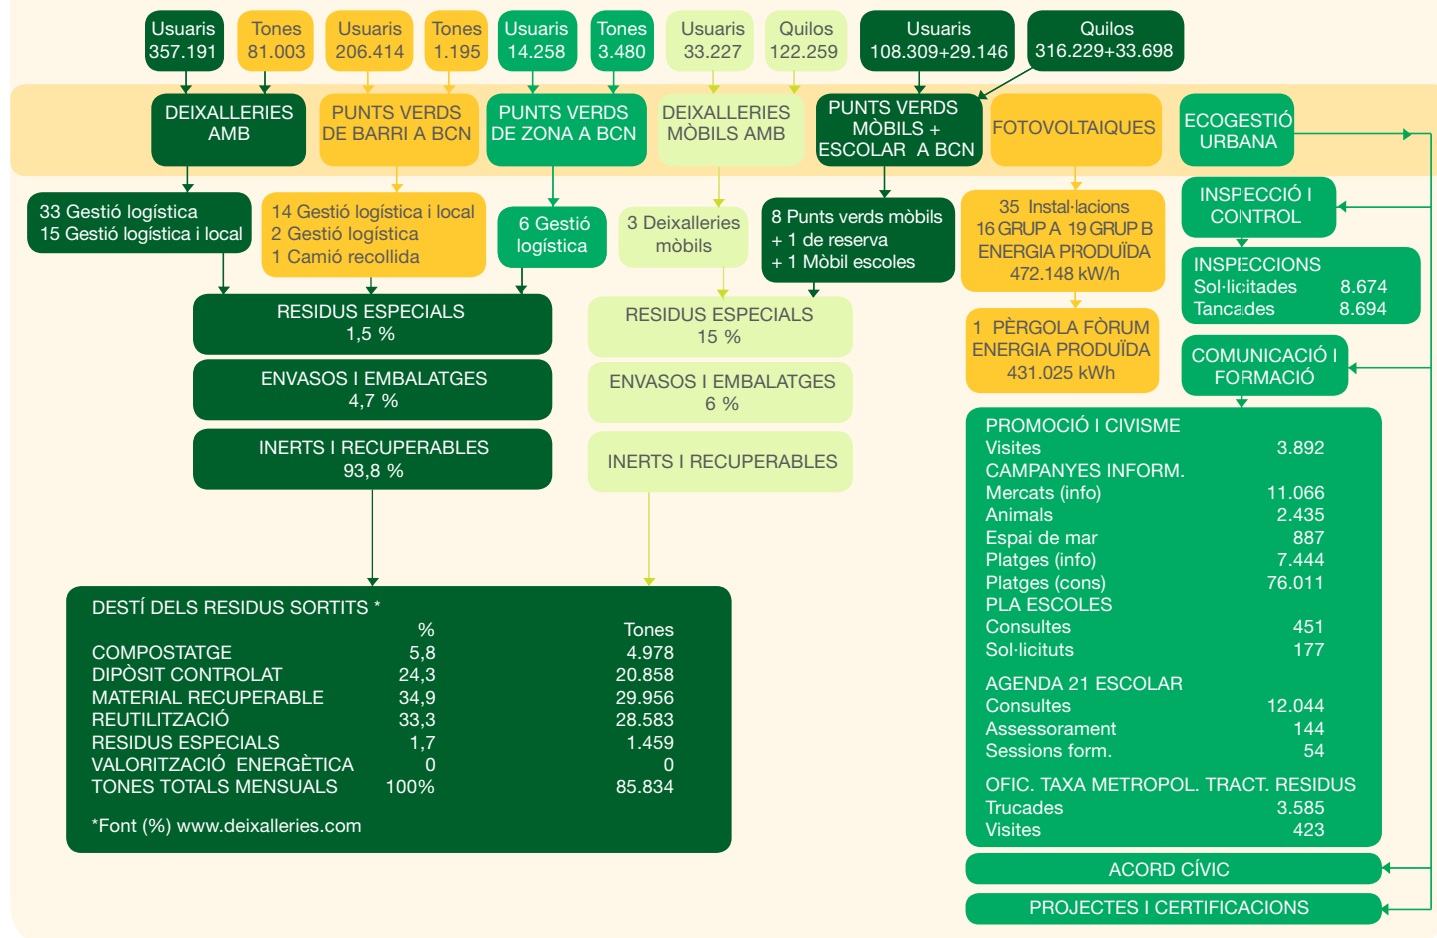 Usuaris
357.191
Tones
81.003
Usuaris
206.414
Tones
1.195
Usuaris
14.258
Tones
3.480
Usuaris
33.227
Quilos
122.259
Usuaris
108.309+29.146
Quilos
316.229+33.698
DEIXALLERIES
AMB
PUNTS VERDS
DE BARRI A BCN
PUNTS VERDS
DE ZONA A BCN
DEIXALLERIES
MÒBILS AMB
PUNTS VERDS
MÒBILS +
ESCOLAR A BCN
FOTOVOLTAIQUES
ECOGESTIÓ
URBANA
33 Gestió logística
15 Gestió logística i local
14 Gestió logística i local
2 Gestió logística
1 Camió recollida
6 Gestió
logística
3 Deixalleries
mòbils
8 Punts verds mòbils
+ 1 de reserva
+ 1 Mòbil escoles
35 Instal·lacions
16 GRUP A 19 GRUP B
ENERGIA PRODUÏDA
472.148 kW/h
1 PÈRGOLA FÒRUM
ENERGIA PRODUÏDA
431.025 kWh
INSPECCIÓ I
CONTROL
INSPECCIONS
Sol·licitades 8.674
Tancades 8.694
COMUNICACIÓ I
FORMACIÓ
RESIDUS ESPECIALS
1,5 %
ENVASOS I EMBALATGES
4,7 %
INERTS I RECUPERABLES
93,8 %
RESIDUS ESPECIALS
15 %
ENVASOS I EMBALATGES
6 %
INERTS I RECUPERABLES
DESTÍ DELS RESIDUS SORTITS *
% Tones
COMPOSTATGE 5,8 4.978
DIPÒSIT CONTROLAT 24,3 20.858
MATERIAL RECUPERABLE 34,9 29.956
REUTILITZACIÓ 33,3 28.583
RESIDUS ESPECIALS 1,7 1.459
VALORITZACIÓ ENERGÈTICA 0 0
TONES TOTALS MENSUALS 100% 85.834
*Font (%) www.deixalleries.com
PROMOCIÓ I CIVISME
Visites 3.892
CAMPANYES INFORM.
Mercats (info) 11.066
Animals 2.435
Espai de mar 887
Platges (info) 7.444
Platges (cons) 76.011
PLA ESCOLES
Consultes 451
Sol·licituts 177
AGENDA 21 ESCOLAR
Consultes 12.044
Assessorament 144
Sessions form. 54
OFIC. TAXA METROPOL. TRACT. RESIDUS
Trucades 3.585
Visites 423
ACORD CÍVIC
PROJECTES I CERTIFICACIONS